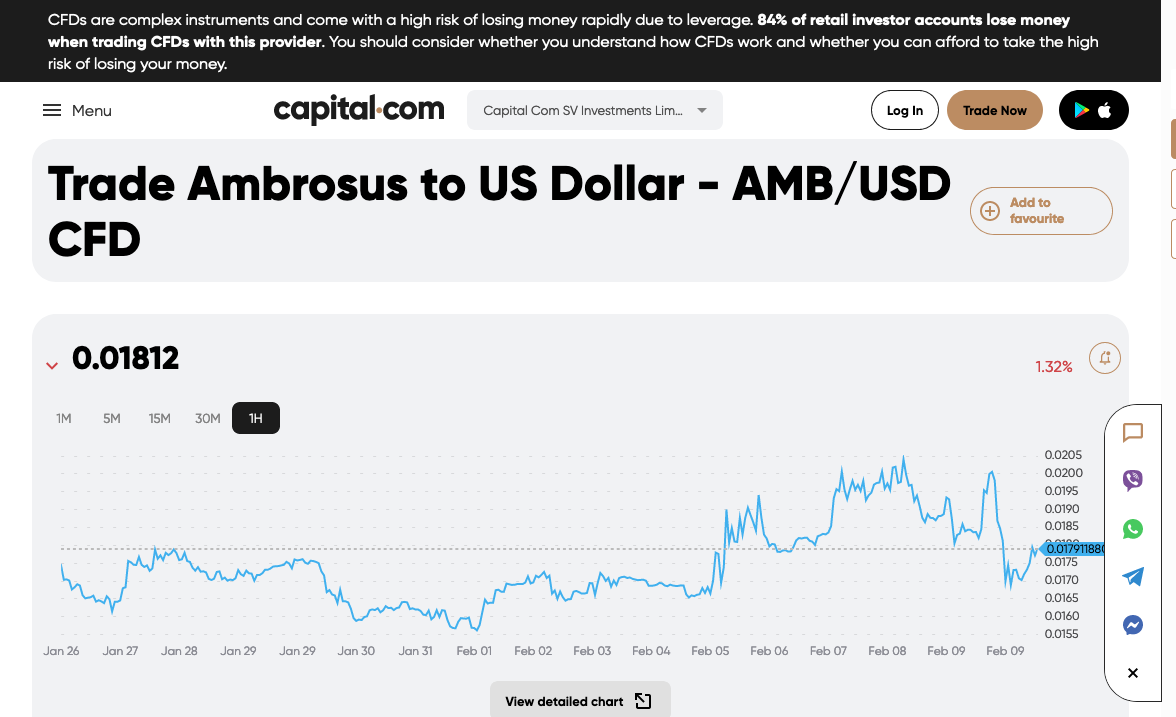 CFDs are complex instruments and come with a high risk of losing money rapidly due to leverage. 84% of retail investor accounts lose money
when trading CFDs with this provider. You should consider whether you understand how CFDs work and whether you can afford to take the high
risk of losing your money.
Menu
capital.com
Capital Com SV Investments Lim...
Log In
Trade Now
Trade Ambrosus to US Dollar - AMB/USD
CFD
Add to
favourite
0.01812
1.32%
1M 5M 15M 30M 1H
0.0205
0.0200
0.0195
0.0190
0.0185
0.0180
0.01791188
0.0175
0.0170
0.0165
0.0160
0.0155
Jan 26 Jan 27 Jan 28 Jan 29 Jan 29 Jan 30 Jan 31 Feb 01 Feb 02 Feb 03 Feb 04 Feb 05 Feb 06 Feb 07 Feb 08 Feb 09 Feb 09
View detailed chart